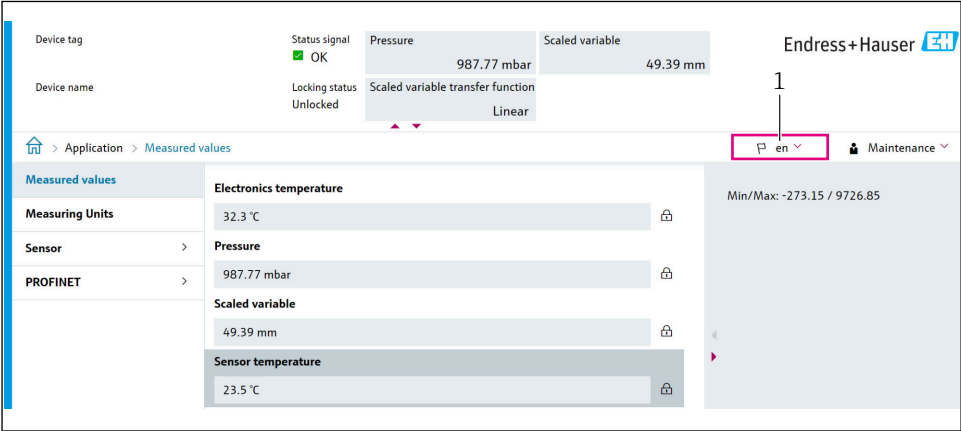 Device tag
Status signal
OK
Pressure
987.77 mbar
Scaled variable
49.39 mm
Endress+Hauser EH
Device name
Locking status
Unlocked
Scaled variable transfer function
Linear
1
> Application > Measured values
en
Maintenance
Measured values
Measuring Units
Sensor >
PROFINET >
Electronics temperature
32.3 °C
Pressure
987.77 mbar
Scaled variable
49.39 mm
Sensor temperature
23.5 °C
Min/Max: -273.15 / 9726.85